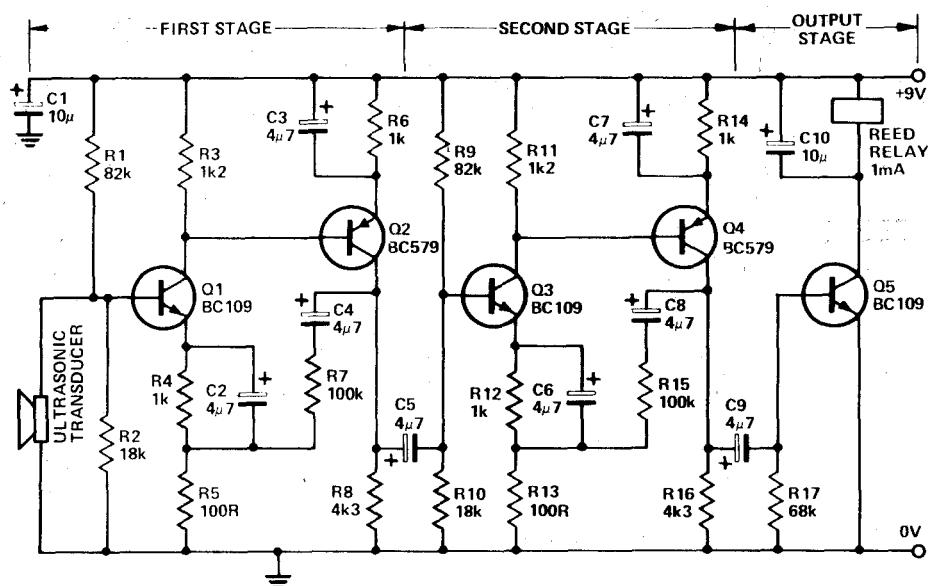 FIRST STAGE
SECOND STAGE
OUTPUT
STAGE
+
C1
10μ
R1
82k
R3
1k2
C3
4μ7
+
R6
1k
R9
82k
R11
1k2
C7
4μ7
+
R14
1k
+
C10
10μ
+9V
REED
RELAY
1mA
Q2
BC579
Q4
BC579
Q1
BC109
+
C4
4μ7
Q3
BC109
+
C8
4μ7
Q5
BC109
ULTRASONIC
TRANSDUCER
R4
1k
C2
4μ7
+
R7
100k
R12
1k
C6
4μ7
+
R15
100k
R2
18k
C5
4μ7
+
C9
4μ7
+
R5
100R
R8
4k3
R10
18k
R13
100R
R16
4k3
R17
68k
0V